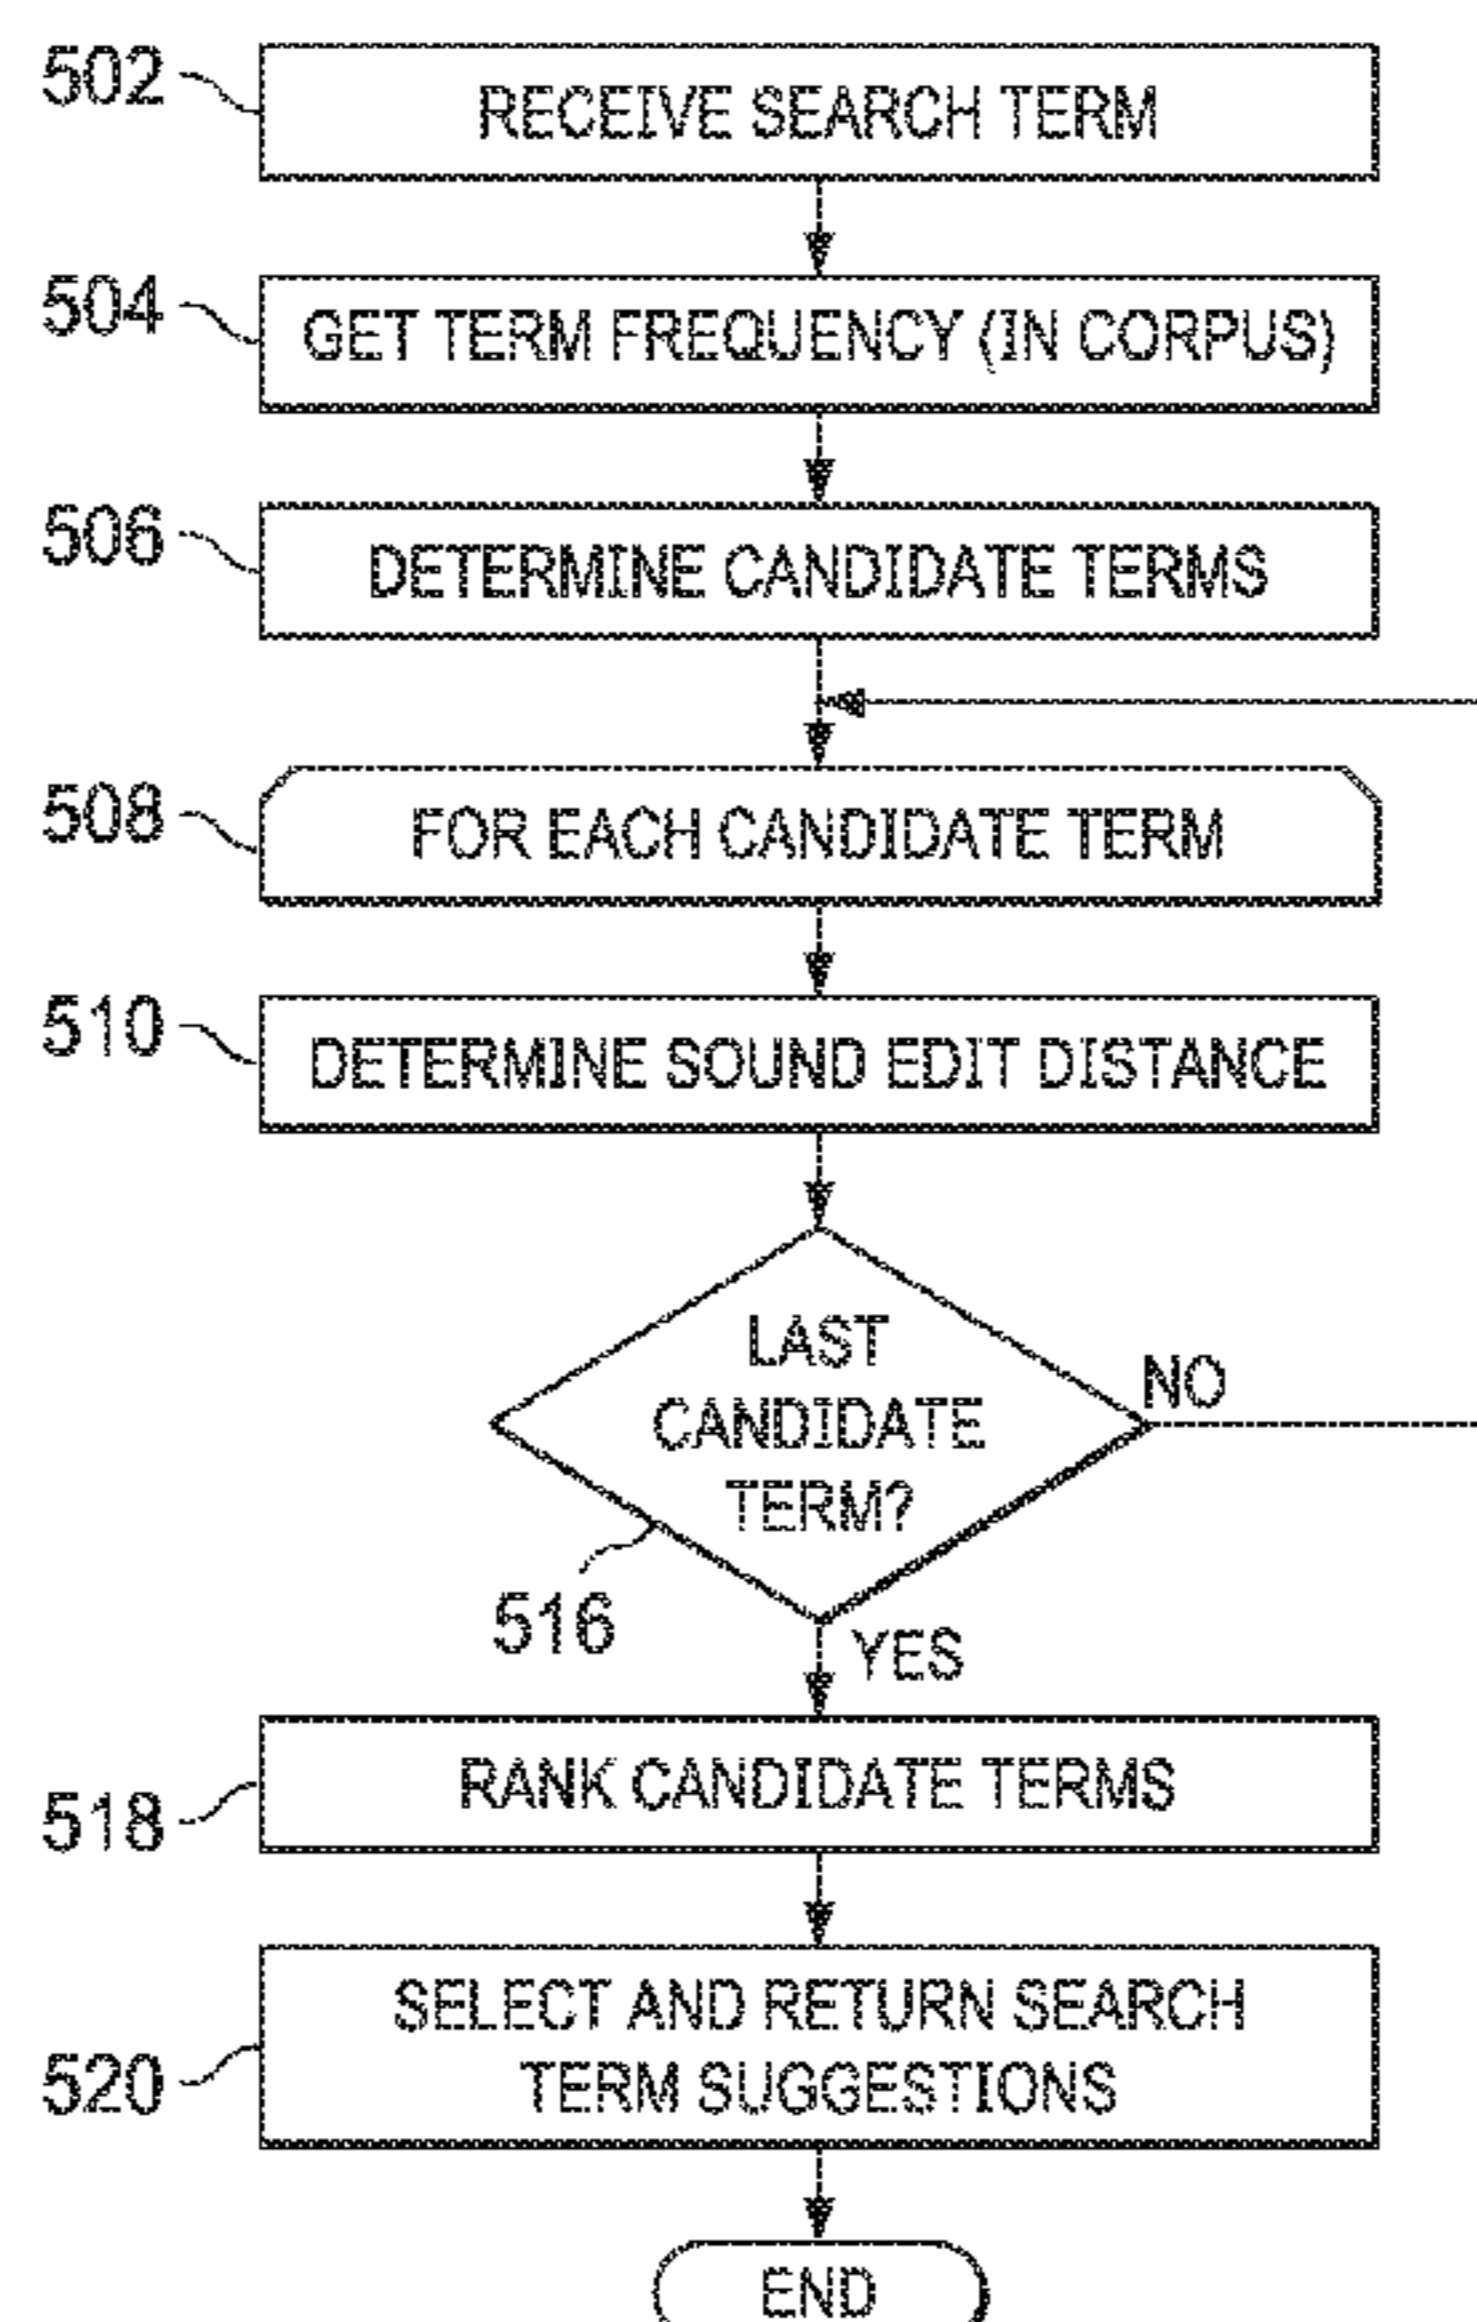 502
RECEIVE SEARCH TERM
504
GET TERM FREQUENCY (IN CORPUS)
506
DETERMINE CANDIDATE TERMS
508
FOR EACH CANDIDATE TERM
510
DETERMINE SOUND EDIT DISTANCE
LAST
CANDIDATE
TERM?
NO
516
YES
518
RANK CANDIDATE TERMS
520
SELECT AND RETURN SEARCH
TERM SUGGESTIONS
END